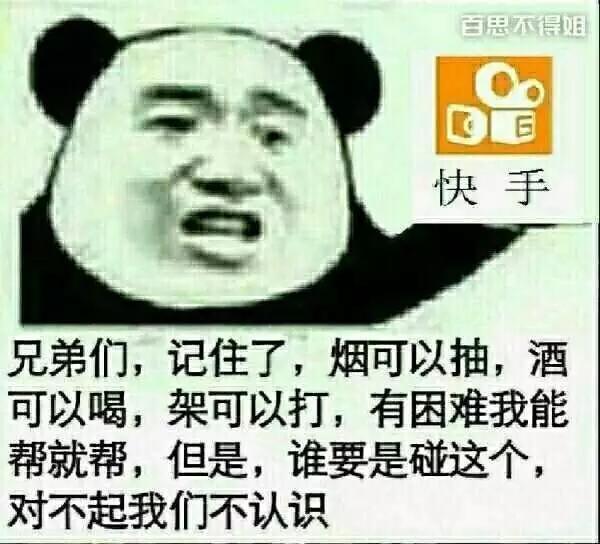 百思不得姐
快手
兄弟们，记住了，烟可以抽，酒
可以喝，架可以打，有困难我能
帮就帮，但是，谁要是碰这个，
对不起我们不认识